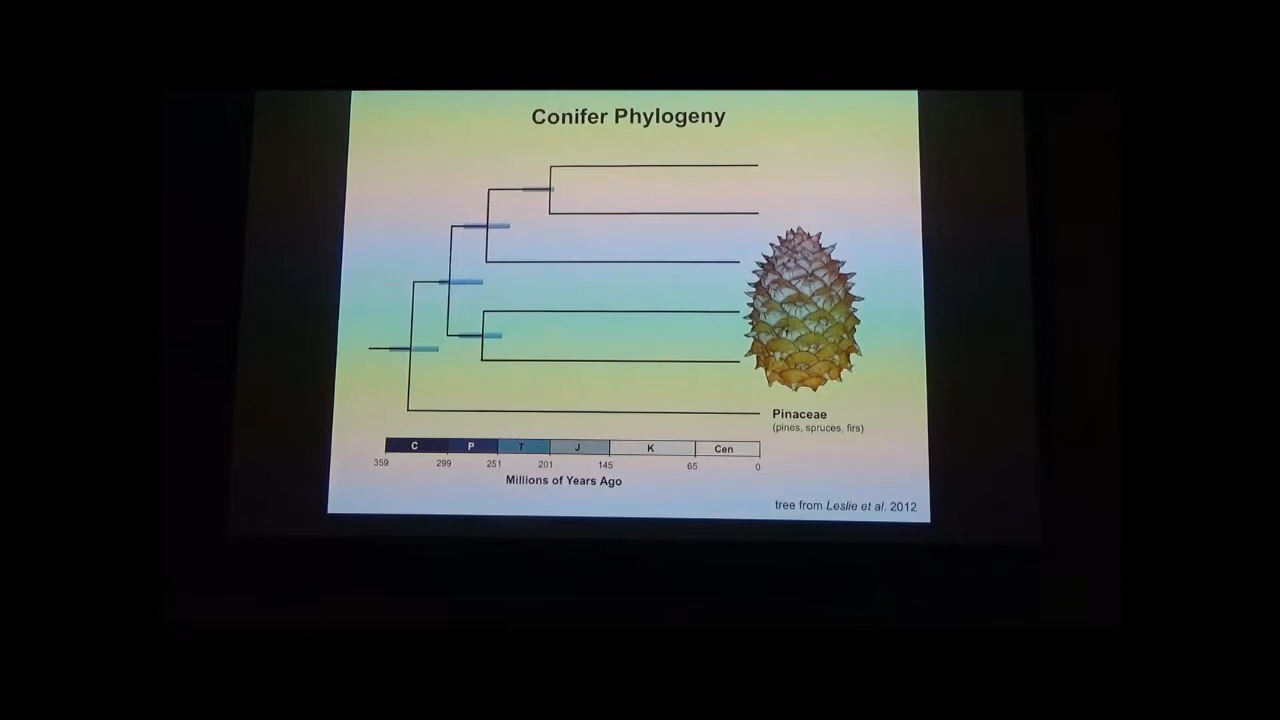 Conifer Phylogeny
Pinaceae
(pines, spruces, firs)
C P T J K Cen
359 299 251 201 145 65 0
Millions of Years Ago
tree from Leslie et al. 2012